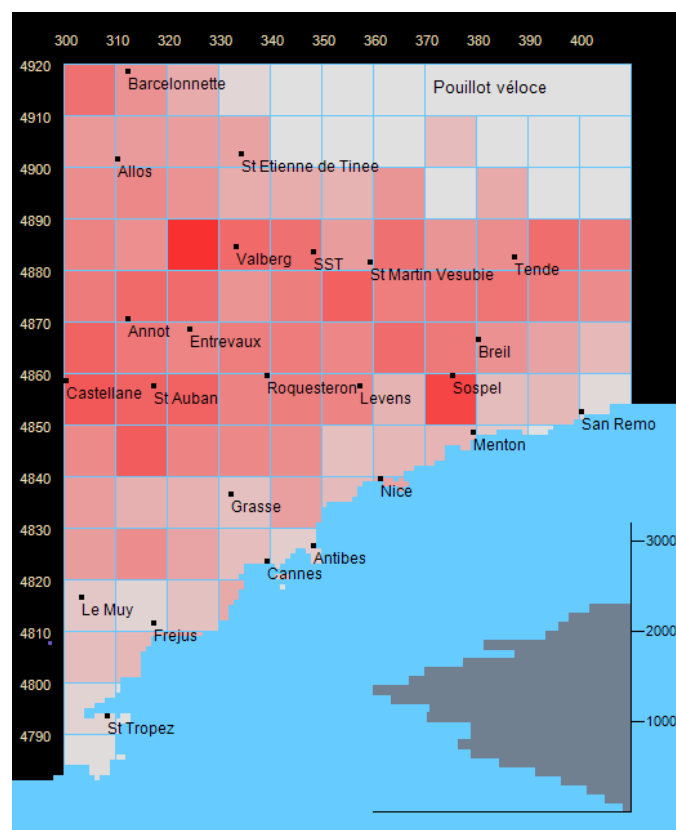 300 310 320 330 340 350 360 370 380 390 400
4920
Barcelonnette
Pouillot véloce
4910
St Etienne de Tinee
4900
Allos
4890
Valberg
SST
Tende
4880
St Martin Vesubie
4870
Annot
Entrevaux
Breil
4860
Castellane
St Auban
Roquesteron
Levens
Sospel
4850
San Remo
Menton
4840
Nice
Grasse
4830
Antibes
Cannes
3000
4820
Le Muy
4810
Frejus
2000
4800
St Tropez
1000
4790